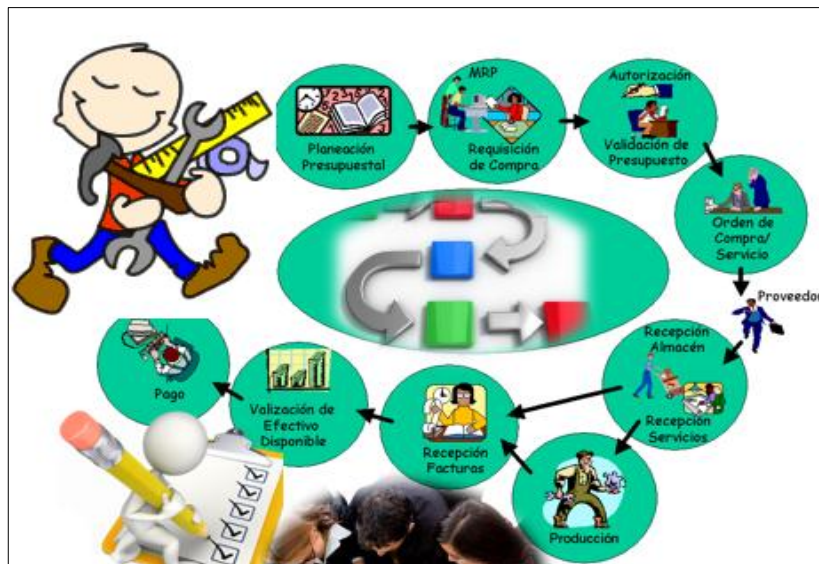 Planeación
Presupuestal
MRP
Requisición
de Compra
Autorización
Validación de
Presupuesto
Orden de
Compra/
Servicio
Proveedor
Recepción
Almacén
Recepción
Servicios
Producción
Recepción
Facturas
Valización de
Efectivo
Disponible
Pago